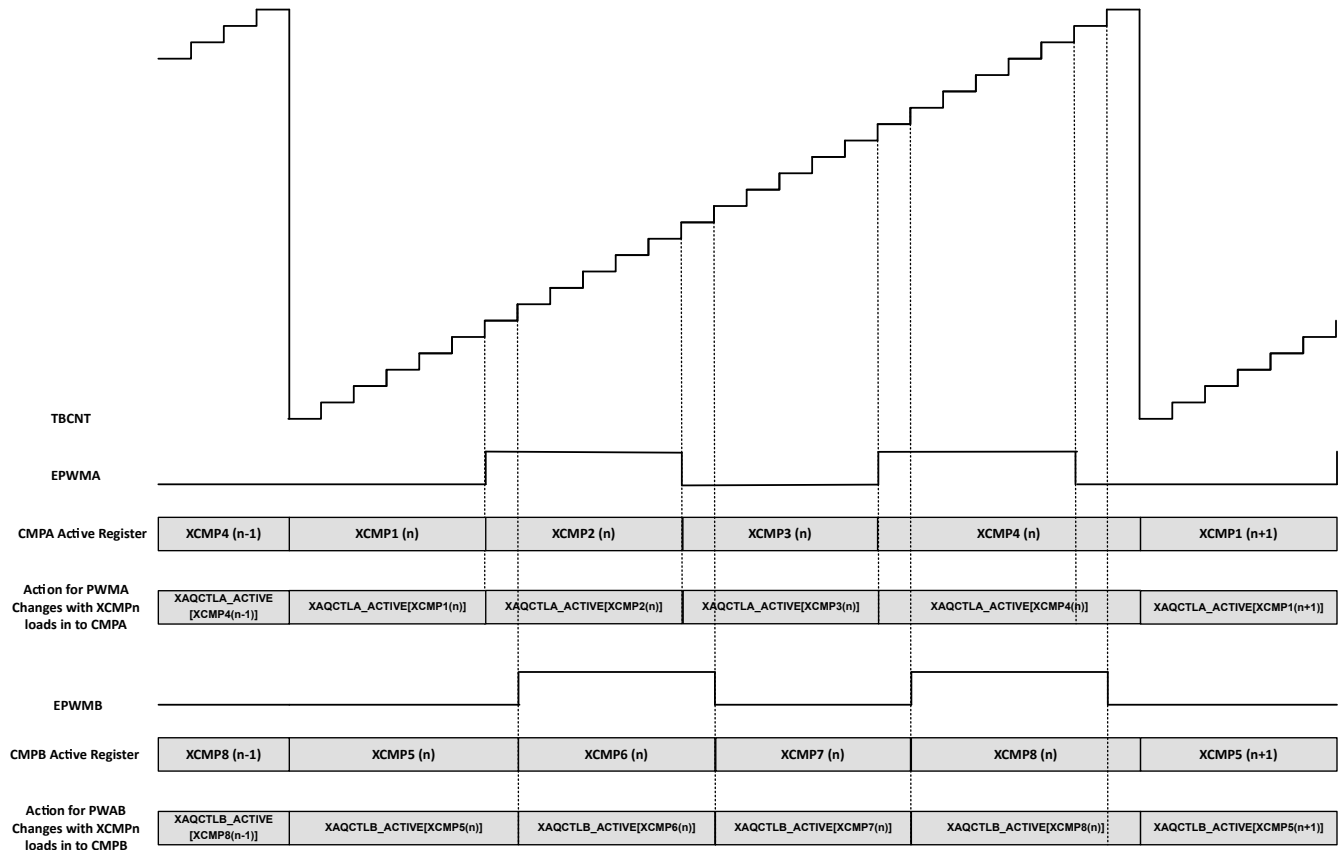 TBCNT
EPWMA
CMPA Active Register
XCMP4 (n-1)
XCMP1 (n)
XCMP2 (n)
XCMP3 (n)
XCMP4 (n)
XCMP1 (n+1)
Action for PWMA
Changes with XCMPn
loads in to CMPA
XAQCTLA_ACTIVE
[XCMP4(n-1)]
XAQCTLA_ACTIVE[XCMP1(n)]
XAQCTLA_ACTIVE[XCMP2(n)]
XAQCTLA_ACTIVE[XCMP3(n)]
XAQCTLA_ACTIVE[XCMP4(n)]
XAQCTLA_ACTIVE[XCMP1(n+1)]
EPWMB
CMPB Active Register
XCMP8 (n-1)
XCMP5 (n)
XCMP6 (n)
XCMP7 (n)
XCMP8 (n)
XCMP5 (n+1)
Action for PWAB
Changes with XCMPn
loads in to CMPB
XAQCTLB_ACTIVE
[XCMP8(n-1)]
XAQCTLB_ACTIVE[XCMP5(n)]
XAQCTLB_ACTIVE[XCMP6(n)]
XAQCTLB_ACTIVE[XCMP7(n)]
XAQCTLB_ACTIVE[XCMP8(n)]
XAQCTLB_ACTIVE[XCMP5(n+1)]